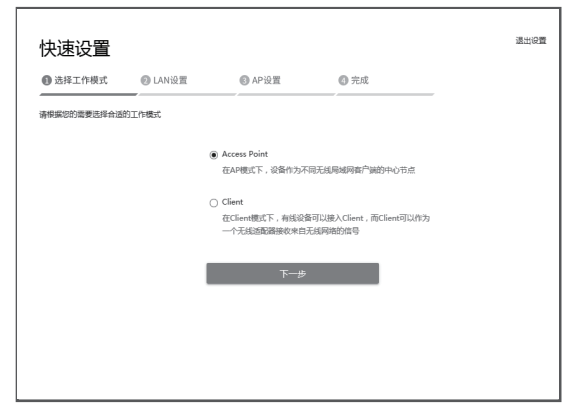 快速设置
退出设置
1 选择工作模式 2 LAN设置 3 AP设置 4 完成
请根据您的需要选择合适的工作模式
Access Point
在AP模式下，设备作为不同无线局域网客户端的中心节点
Client
在Client模式下，有线设备可以接入Client，而Client可以作为
一个无线适配器接收来自无线网络的信号
下一步